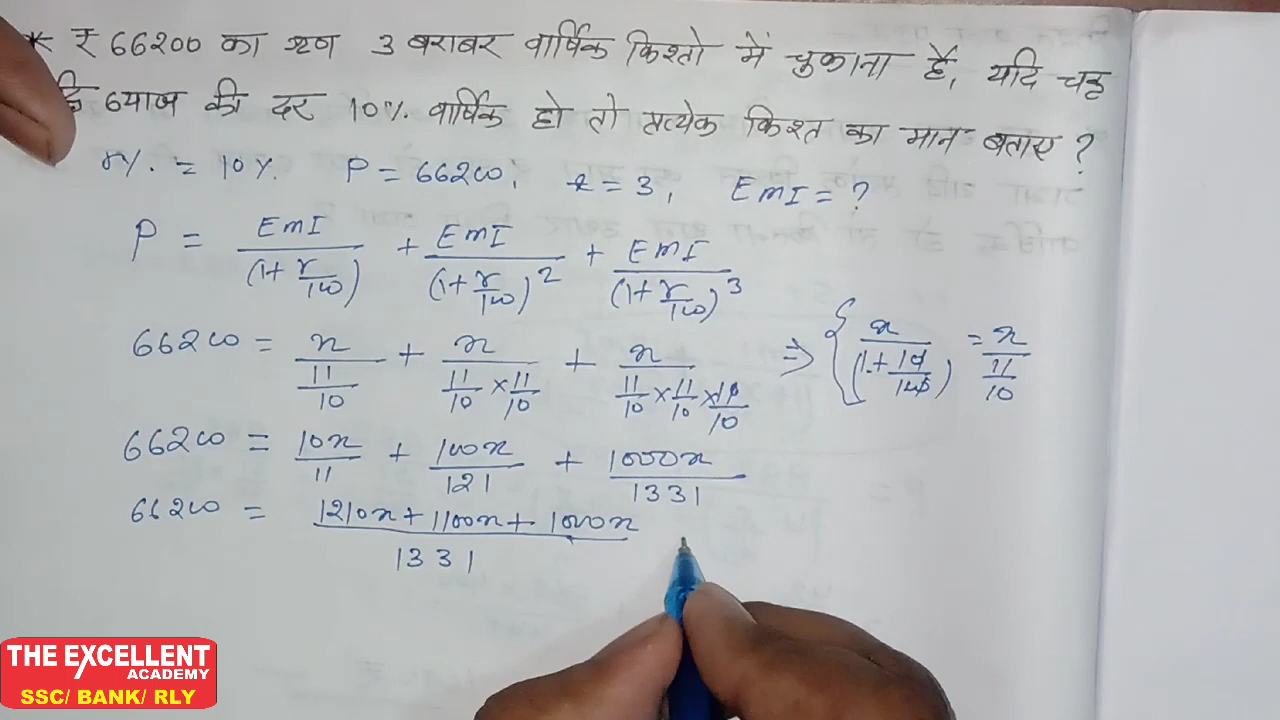 * ₹ 66200 का ऋण 3 बराबर वार्षिक किश्तो में चुकाना है, यदि चक्र
ब्याज की दर 10% वार्षिक हो तो प्रत्येक किश्त का मान बताए ?
r% = 10%. P = 66200, t = 3, EMI = ?
P = EMI/(1+r/100) + EMI/(1+r/100)^2 + EMI/(1+r/100)^3
66200 = x/(11/10) + x/(11/10 × 11/10) + x/(11/10 × 11/10 × 11/10) ⇒ { x/(1+10/100) = x/(11/10)
66200 = 10x/11 + 100x/121 + 1000x/1331
66200 = (1210x + 1100x + 1000x)/1331
THE EXCELLENT
ACADEMY
SSC/ BANK/ RLY